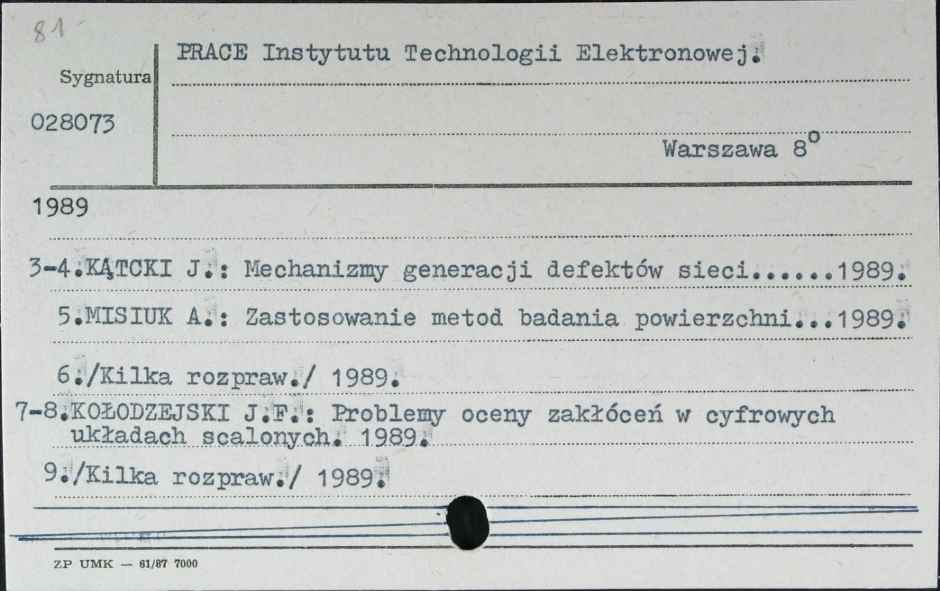 81
PRACE Instytutu Technologii Elektronowej.
Sygnatura
028073
Warszawa 8°
1989
3-4.KĄTCKI J.: Mechanizmy generacji defektów sieci......1989.
5.MISIUK A.: Zastosowanie metod badania powierzchni...1989.
6./Kilka rozpraw./ 1989.
7-8.KOŁODZEJSKI J.F.: Problemy oceny zakłóceń w cyfrowych
układach scalonych. 1989.
9./Kilka rozpraw./ 1989.
ZP UMK — 61/87 7000